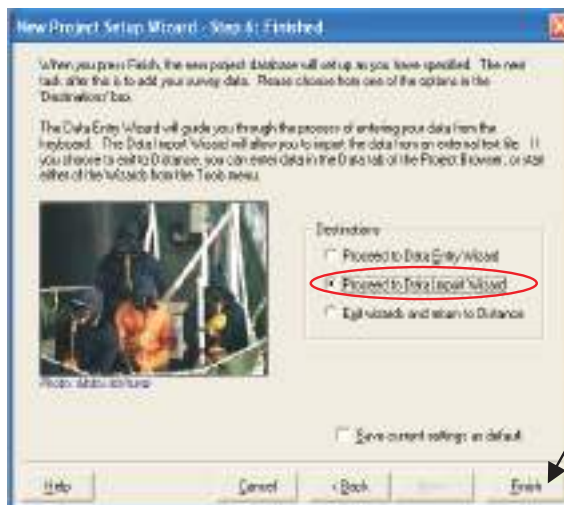 New Project Setup Wizard - Step 6: Finished
When you press Finish, the new project database will set up as you have specified. The next
task after this is to add your survey data. Please choose from one of the options in the
'Destinations' box.
The Data Entry Wizard will guide you through the process of entering your data from the
keyboard. The Data Import Wizard will allow you to import the data from an external text file. If
you choose to exit to Distance, you can enter data in the Data tab of the Project Browser, or start
either of the Wizards from the Tools menu.
Destinations
Proceed to Data Entry Wizard
Proceed to Data Import Wizard
Exit wizards and return to Distance
Photo:
Save current settings as default
Help
Cancel
< Back
Finish